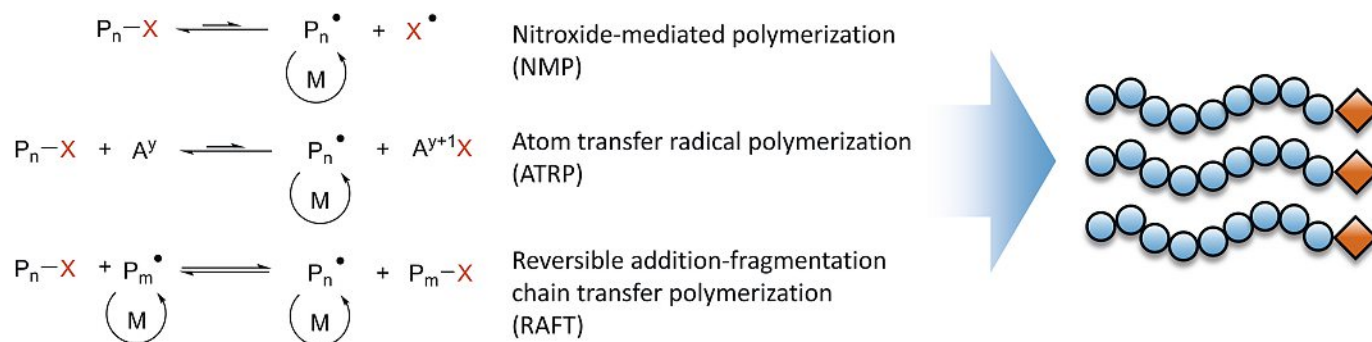 Pn–X ⇌ Pn• + X•
M
Nitroxide-mediated polymerization
(NMP)
Pn–X + Aʸ ⇌ Pn• + Aʸ⁺¹X
M
Atom transfer radical polymerization
(ATRP)
Pn–X + Pm• ⇌ Pn• + Pm–X
M M
Reversible addition-fragmentation
chain transfer polymerization
(RAFT)